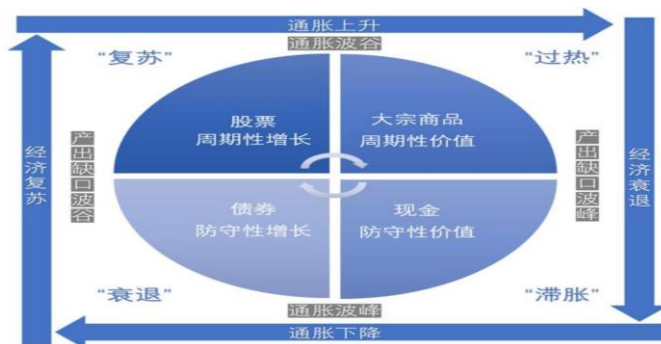 通胀上升
通胀波谷
“复苏”
“过热”
股票
周期性增长
大宗商品
周期性价值
经济复苏
产出缺口波谷
产出缺口波峰
经济衰退
债券
防守性增长
现金
防守性价值
“衰退”
“滞胀”
通胀波峰
通胀下降